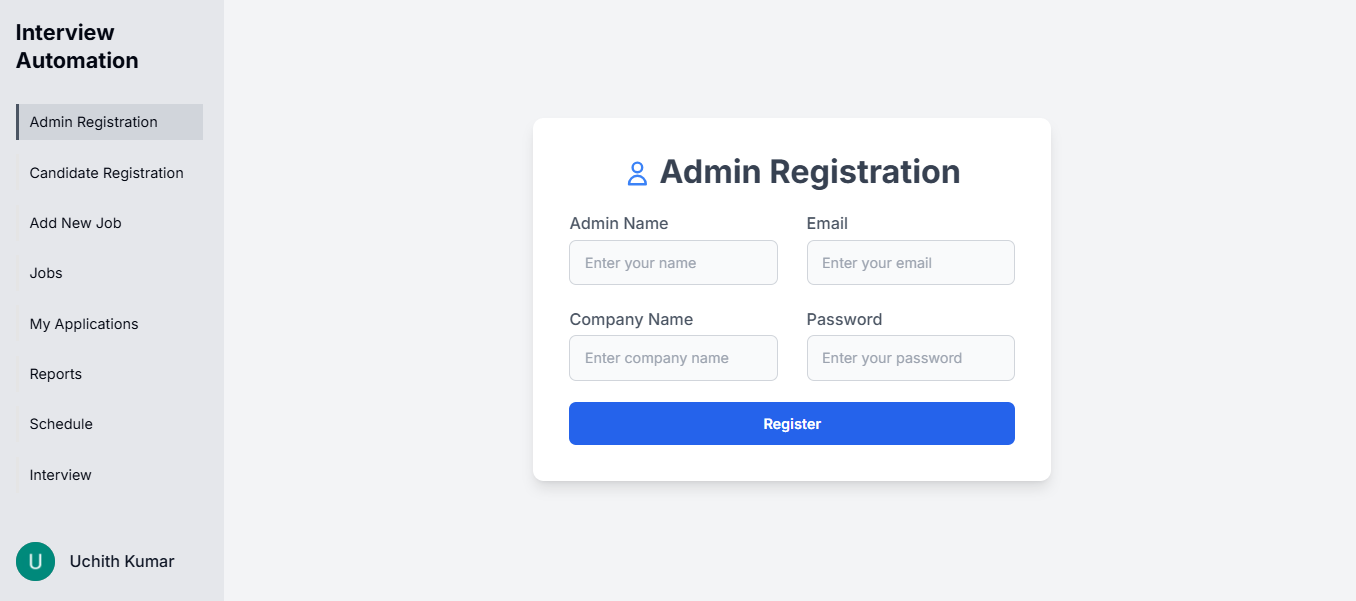 Interview
Automation
Admin Registration
Candidate Registration
Add New Job
Jobs
My Applications
Reports
Schedule
Interview
U
Uchith Kumar
Admin Registration
Admin Name
Email
Enter your name
Enter your email
Company Name
Password
Enter company name
Enter your password
Register